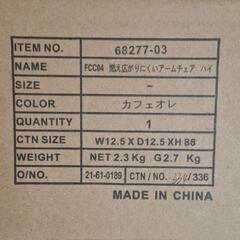 ITEM NO. 68277-03
NAME FCC04 燃え広がりにくいアームチェア ハイ
SIZE -
COLOR カフェオレ
QUANTITY 1
CTN SIZE W12.5 X D12.5 XH 88
WEIGHT NET 2.3 Kg G 2.7 Kg
O/NO. 21-61-0189 CTN / NO. /336
MADE IN CHINA